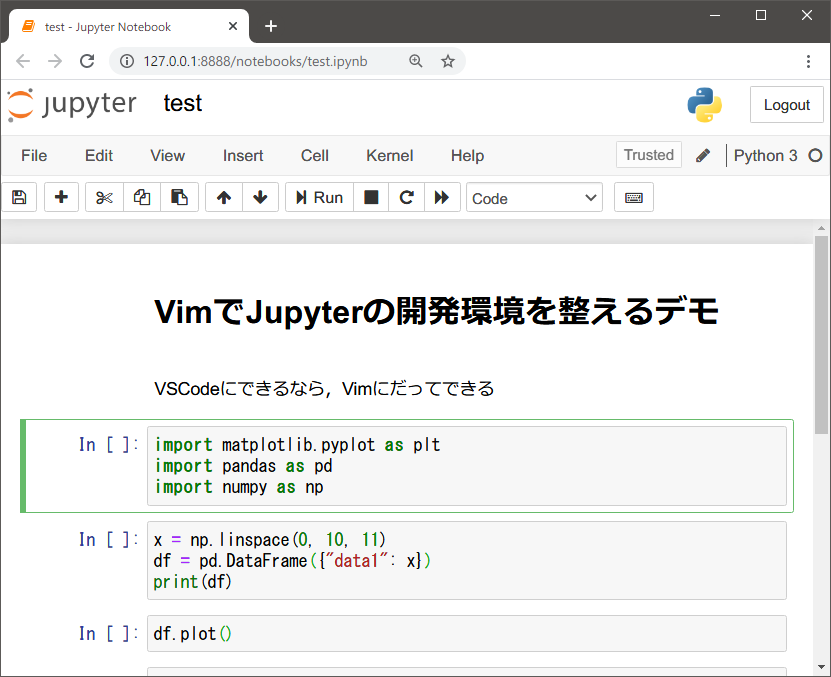 test - Jupyter Notebook
127.0.0.1:8888/notebooks/test.ipynb
jupyter test
Logout
File Edit View Insert Cell Kernel Help
Trusted Python 3
Run Code
VimでJupyterの開発環境を整えるデモ
VSCodeにできるなら，Vimにだってできる
In [ ]: import matplotlib.pyplot as plt
import pandas as pd
import numpy as np
In [ ]: x = np.linspace(0, 10, 11)
df = pd.DataFrame({"data1": x})
print(df)
In [ ]: df.plot()